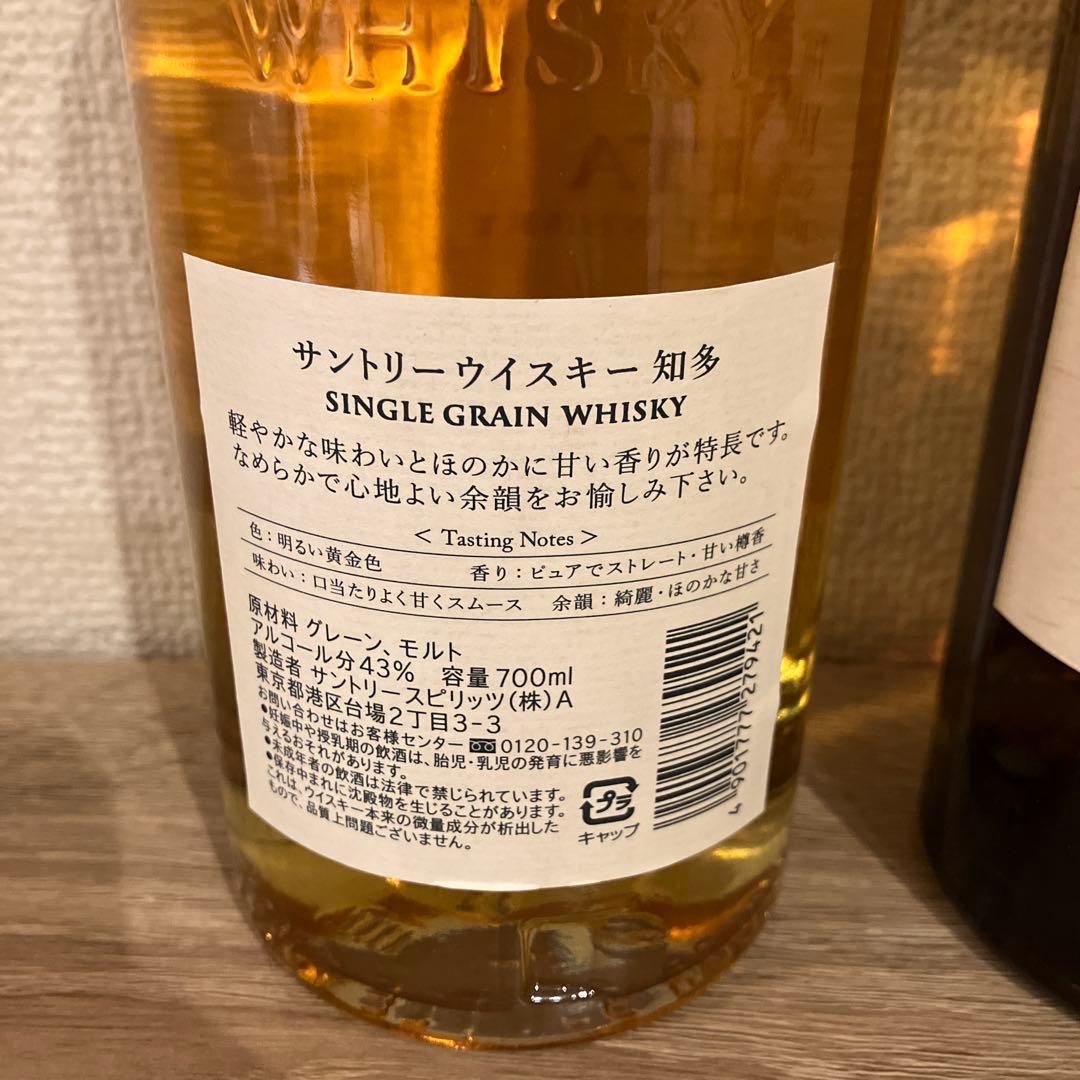 WHISKY
サントリーウイスキー 知多
SINGLE GRAIN WHISKY
軽やかな味わいとほのかに甘い香りが特長です。
なめらかで心地よい余韻をお愉しみ下さい。
< Tasting Notes >
色：明るい黄金色 香り：ピュアでストレート・甘い樽香
味わい：口当たりよく甘くスムース 余韻：綺麗・ほのかな甘さ
原材料 グレーン、モルト
アルコール分43% 容量700ml
製造者 サントリースピリッツ(株)A
東京都港区台場2丁目3-3
お問い合わせはお客様センター 0120-139-310
●妊娠中や授乳期の飲酒は、胎児・乳児の発育に悪影響を
与えるおそれがあります。
●未成年者の飲酒は法律で禁じられています。
●保存中まれに沈殿物を生じることがあります。
これは、ウイスキー本来の微量成分が析出した
もので、品質上問題ございません。
プラ
キャップ
4901777279421